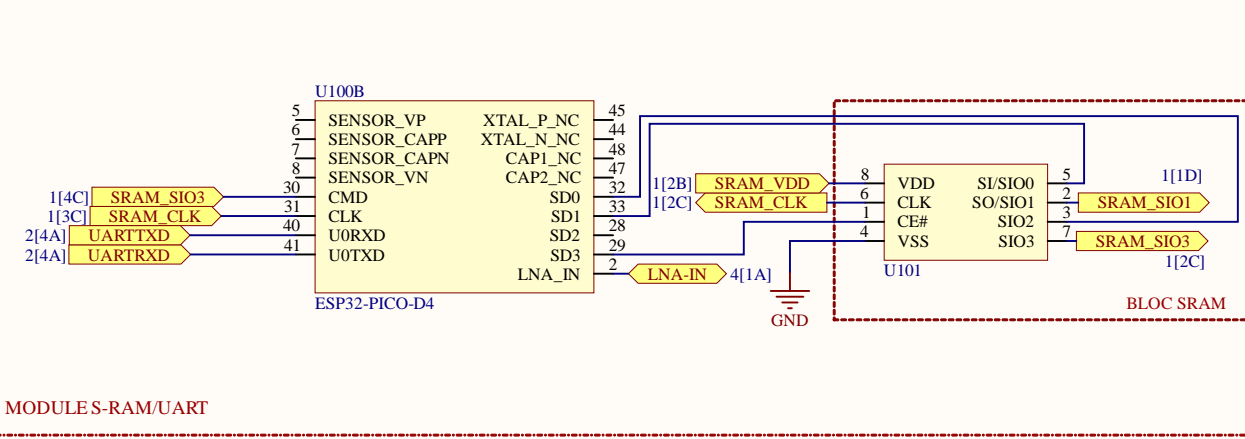 U100B
5 SENSOR_VP XTAL_P_NC 45
6 SENSOR_CAPP XTAL_N_NC 44
7 SENSOR_CAPN CAP1_NC 48
8 SENSOR_VN CAP2_NC 47
1[4C] SRAM_SIO3 30 CMD SD0 32
1[3C] SRAM_CLK 31 CLK SD1 33
2[4A] UARTTXD 40 U0RXD SD2 28
2[4A] UARTRXD 41 U0TXD SD3 29
LNA_IN 2 LNA-IN 4[1A]
ESP32-PICO-D4
1[2B] SRAM_VDD 8 VDD SI/SIO0 5 1[1D]
1[2C] SRAM_CLK 6 CLK SO/SIO1 2 SRAM_SIO1
1 CE# SIO2 3
4 VSS SIO3 7 SRAM_SIO3
U101 1[2C]
GND
BLOC SRAM
MODULE S-RAM/UART